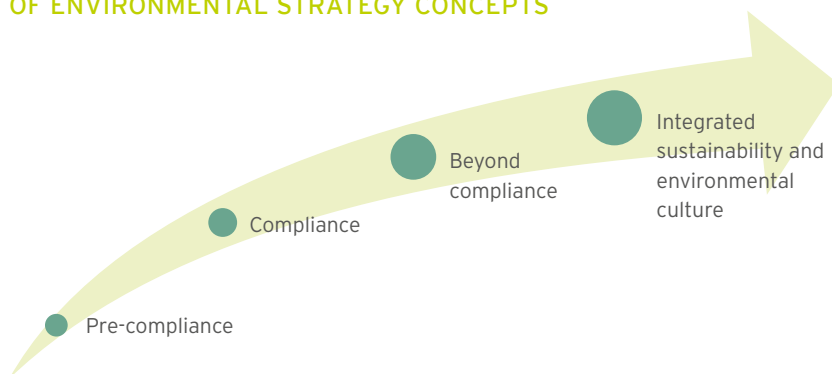 OF ENVIRONMENTAL STRATEGY CONCEPTS
Integrated
sustainability and
environmental
culture
Beyond
compliance
Compliance
Pre-compliance